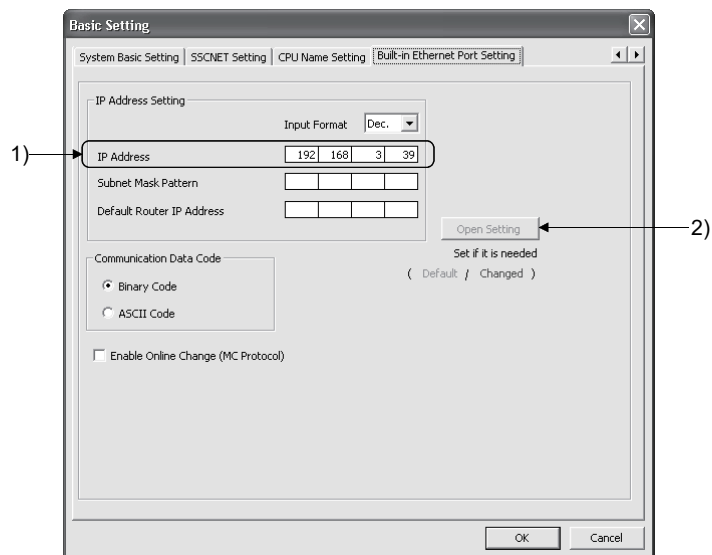 Basic Setting
System Basic Setting SSCNET Setting CPU Name Setting Built-in Ethernet Port Setting
IP Address Setting
Input Format Dec.
1)
IP Address 192 168 3 39
Subnet Mask Pattern
Default Router IP Address
Open Setting
2)
Set if it is needed
( Default / Changed )
Communication Data Code
Binary Code
ASCII Code
Enable Online Change (MC Protocol)
OK Cancel